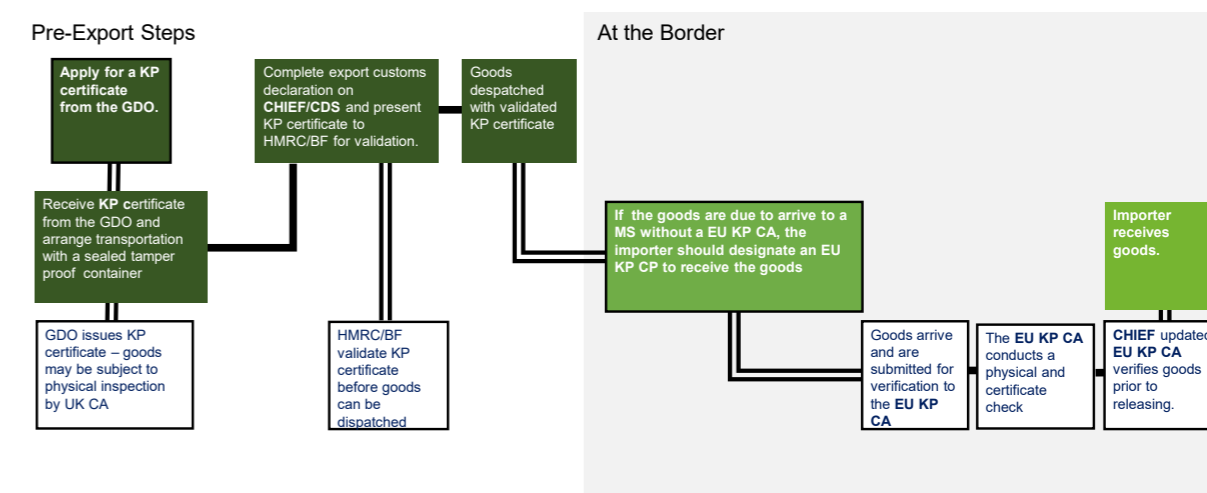 Pre-Export Steps
Apply for a KP
certificate
from the GDO.
Complete export customs
declaration on
CHIEF/CDS and present
KP certificate to
HMRC/BF for validation.
Goods
despatched
with validated
KP certificate
Receive KP certificate
from the GDO and
arrange transportation
with a sealed tamper
proof container
GDO issues KP
certificate – goods
may be subject to
physical inspection
by UK CA
HMRC/BF
validate KP
certificate
before goods
can be
dispatched
At the Border
If the goods are due to arrive to a
MS without a EU KP CA, the
importer should designate an EU
KP CP to receive the goods
Importer
receives
goods.
Goods arrive
and are
submitted for
verification to
the EU KP
CA
The EU KP CA
conducts a
physical and
certificate
check
CHIEF updated
EU KP CA
verifies goods
prior to
releasing.